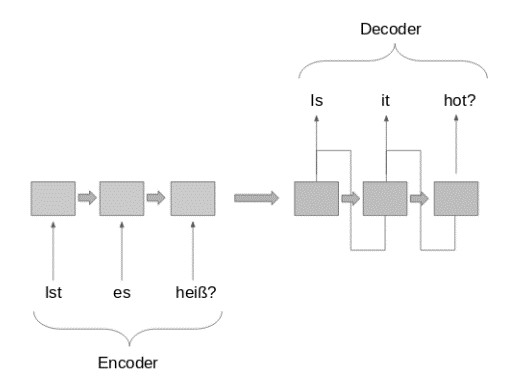 Decoder
Is it hot?
Ist es heiß?
Encoder